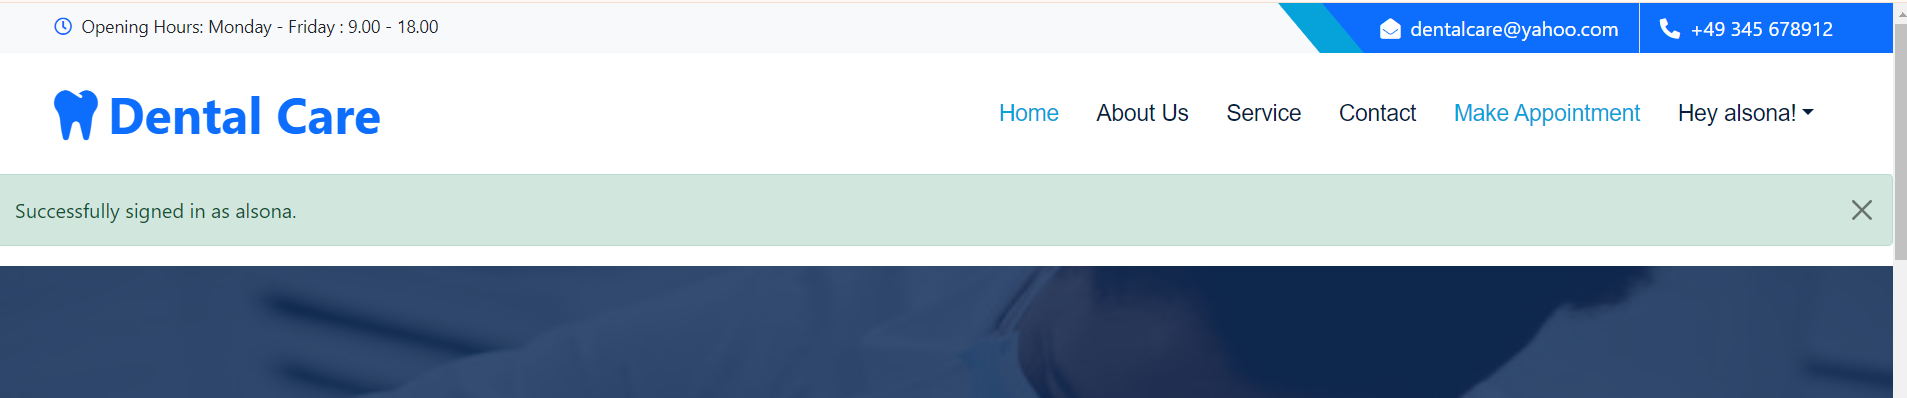 Opening Hours: Monday - Friday : 9.00 - 18.00
dentalcare@yahoo.com
+49 345 678912
Dental Care
Home About Us Service Contact Make Appointment Hey alsona!
Successfully signed in as alsona.